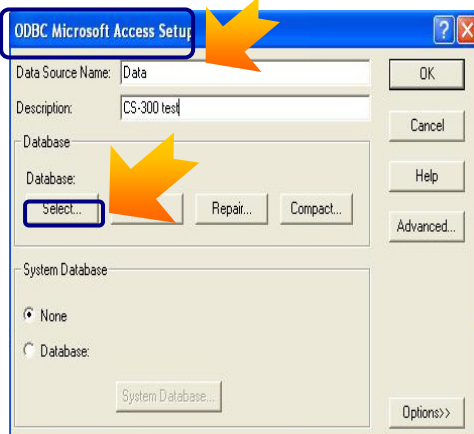 ODBC Microsoft Access Setup
Data Source Name: Data
OK
Description: CS-300 test
Cancel
Database
Database:
Help
Select... Repair... Compact...
Advanced...
System Database
None
Database:
System Database...
Options>>